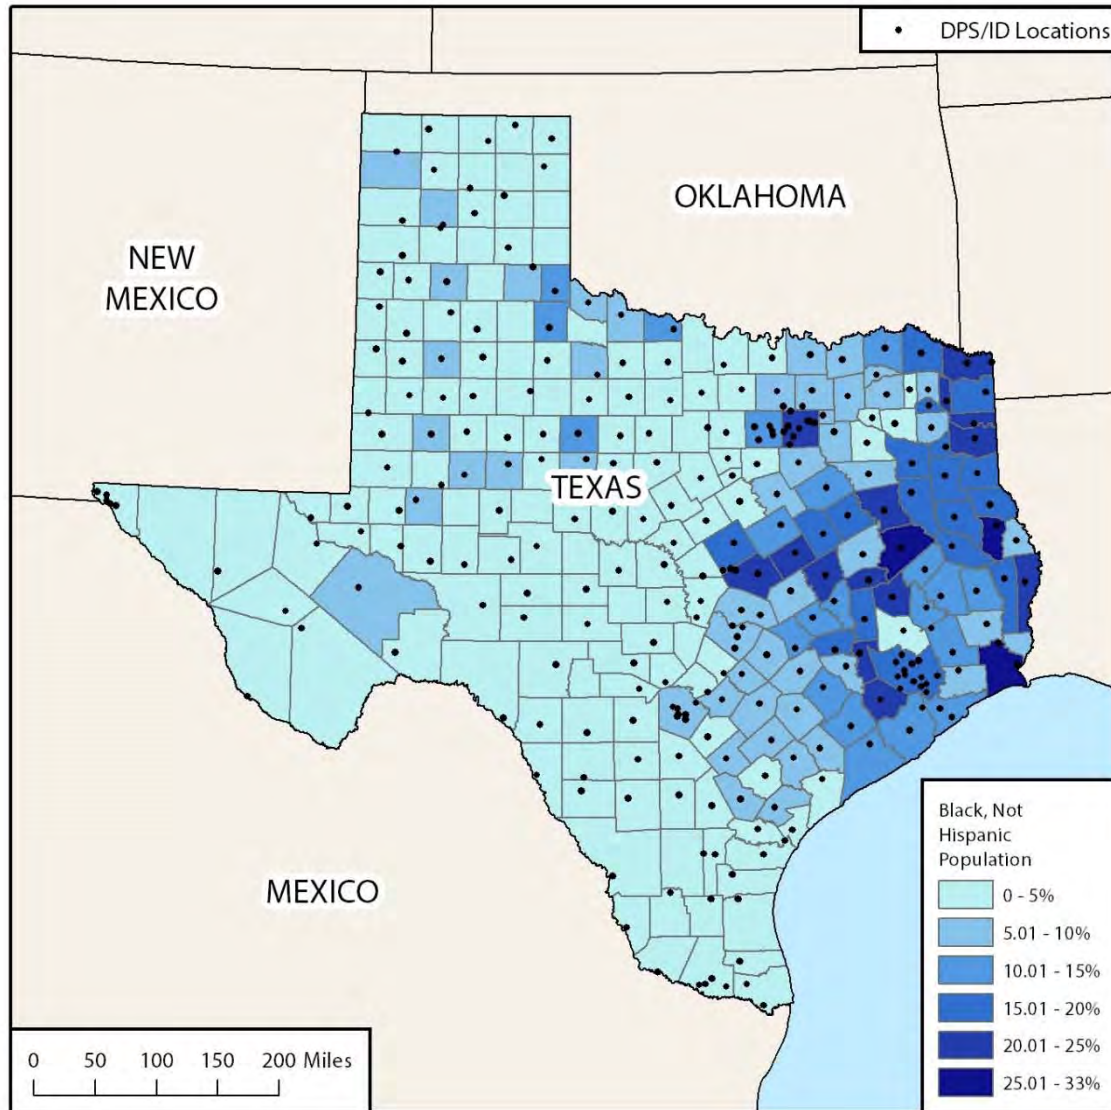 DPS/ID Locations
OKLAHOMA
NEW
MEXICO
TEXAS
MEXICO
Black, Not
Hispanic
Population
0 - 5%
5.01 - 10%
10.01 - 15%
15.01 - 20%
20.01 - 25%
25.01 - 33%
0 50 100 150 200 Miles